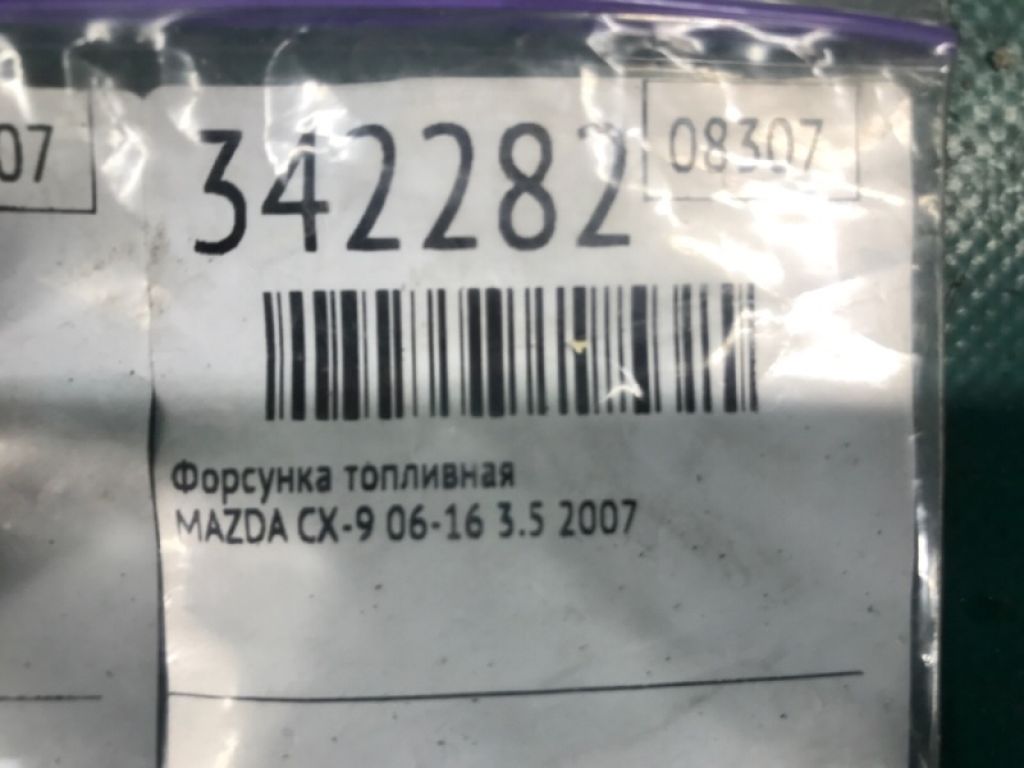 07
342282
08307
Форсунка топливная
MAZDA CX-9 06-16 3.5 2007